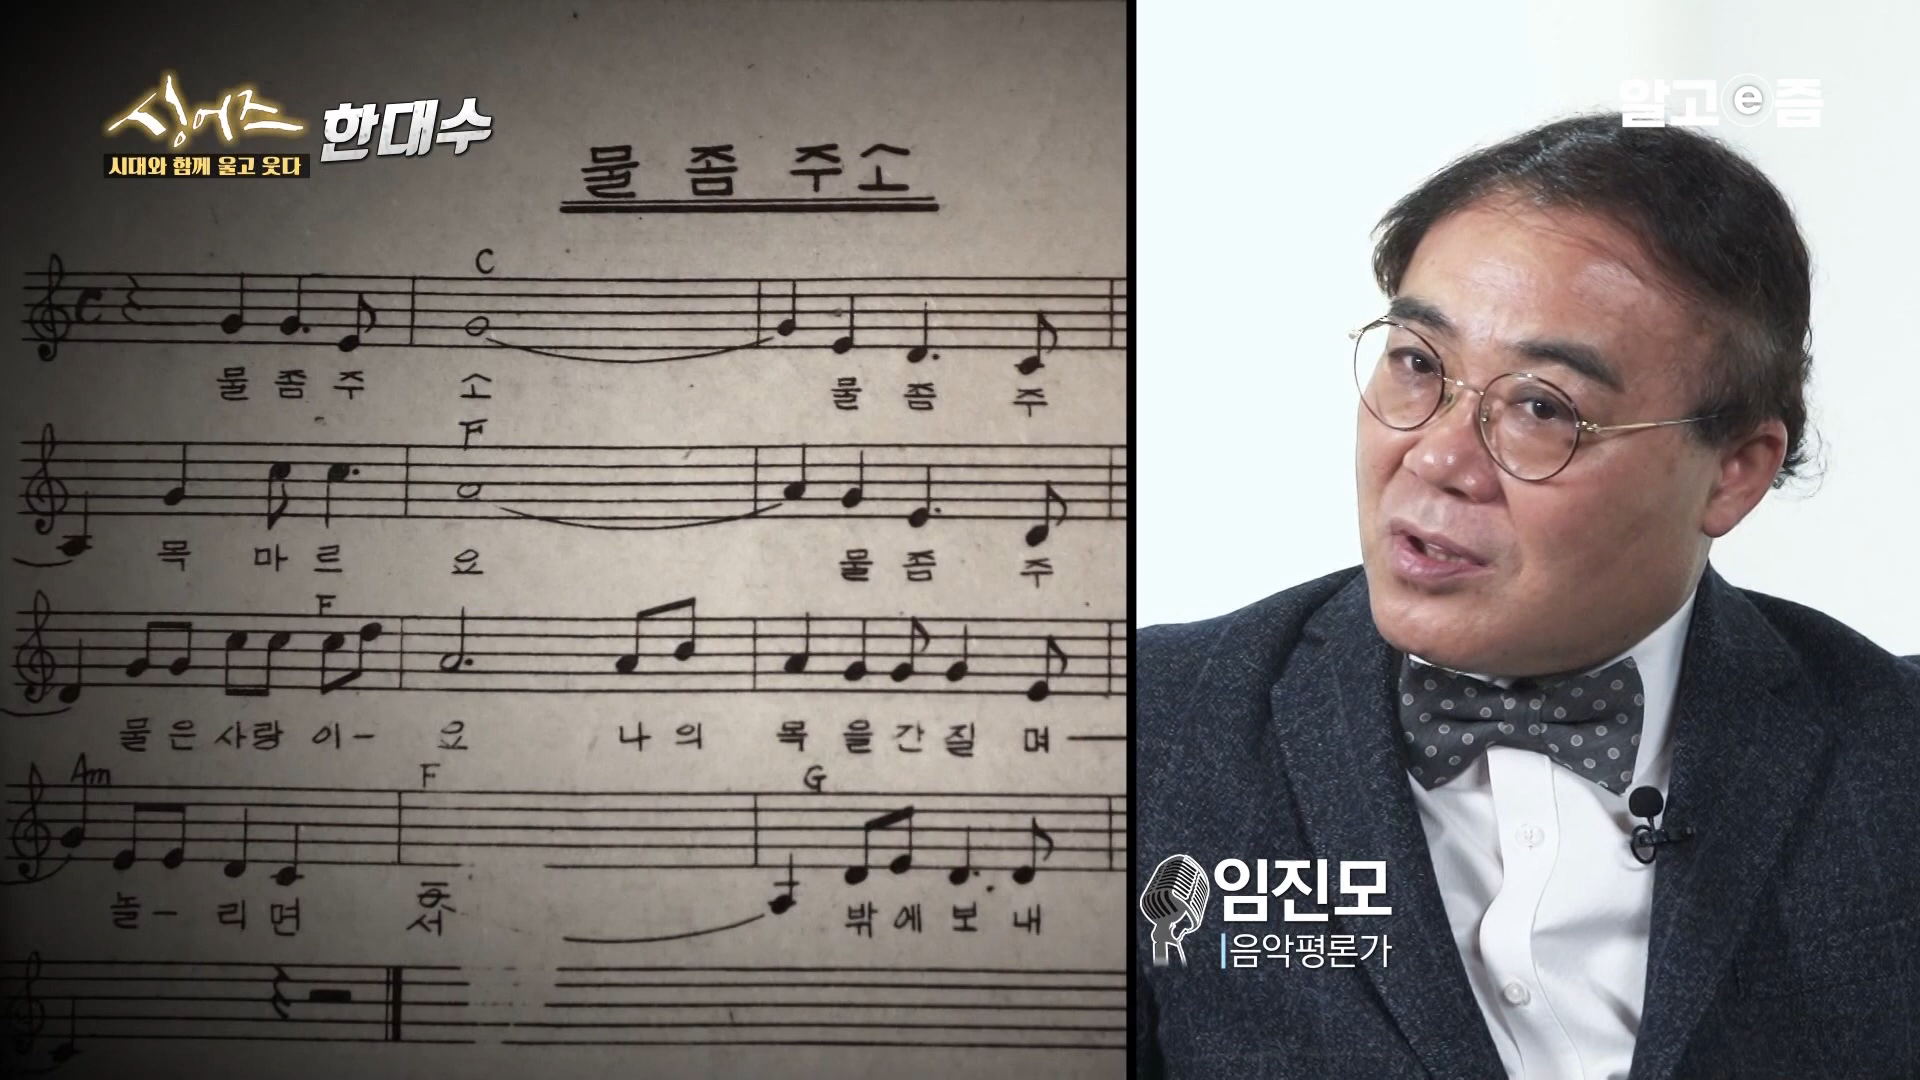 싱어즈
시대와 함께 울고 웃다
한대수
알고e즘
물 좀 주소
C
물 좀 주 소 물 좀 주
F
목 마 르 요 물 좀 주
F
물 은 사 랑 이 - 요 나 의 목 을 간 질 며
Am F G
놀 - 리 면 밖 에 보 내
임진모
음악평론가